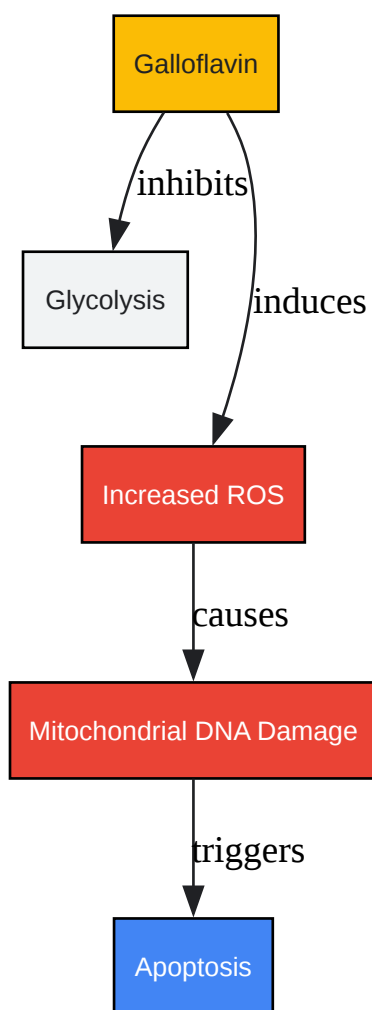 Galloflavin
inhibits
Glycolysis
induces
Increased ROS
causes
Mitochondrial DNA Damage
triggers
Apoptosis